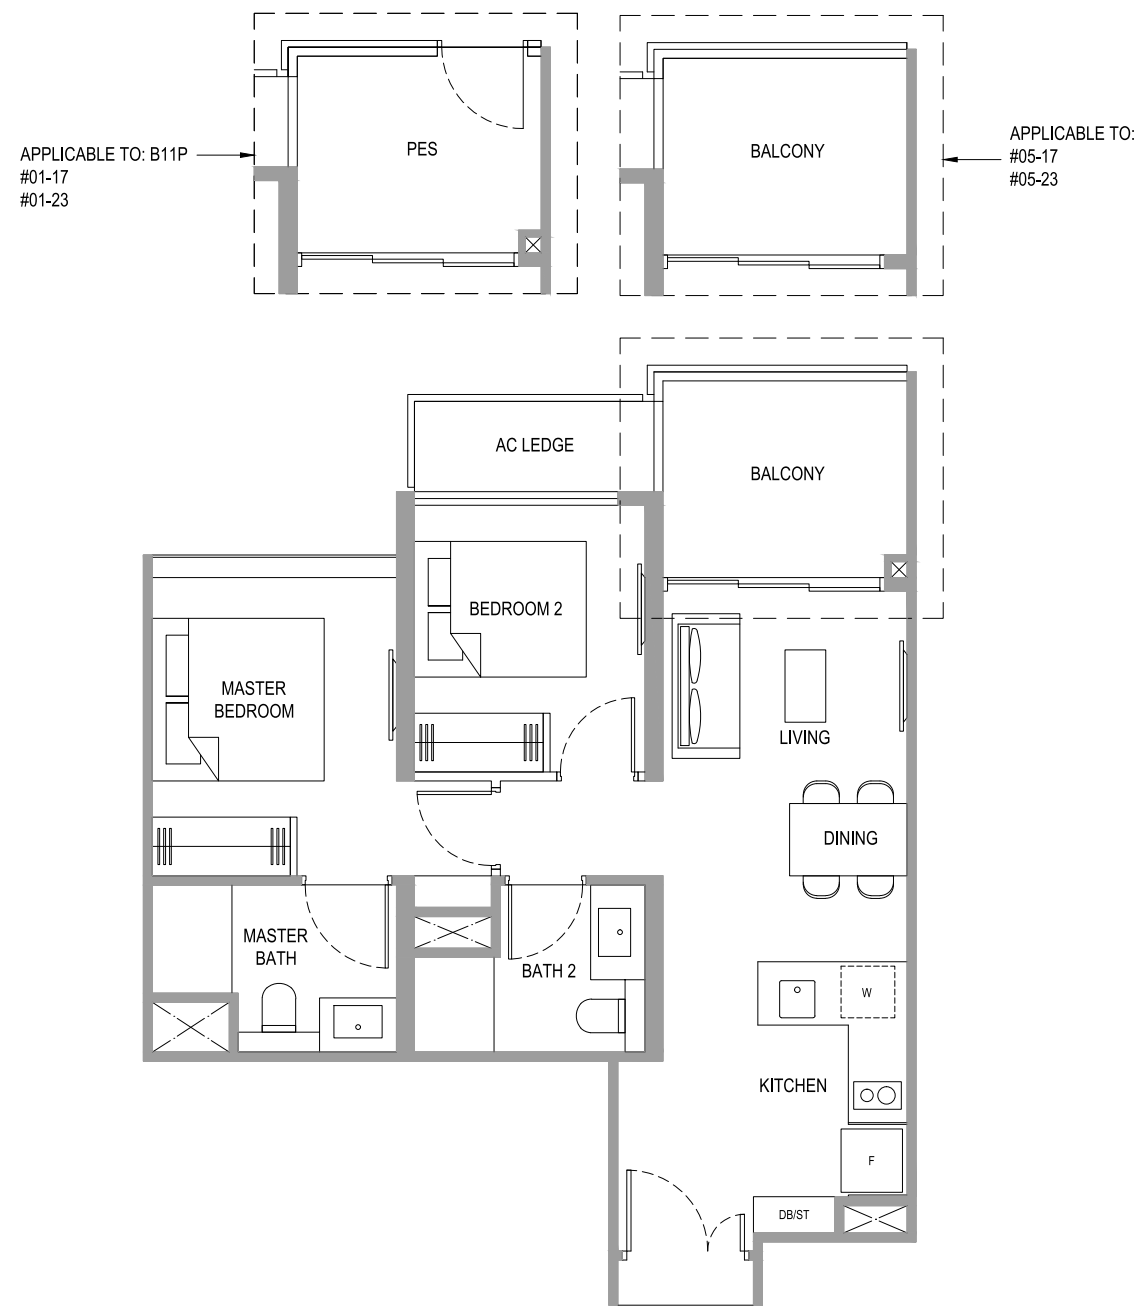 PES
BALCONY
APPLICABLE TO: B11P
#01-17
#01-23
APPLICABLE TO:
#05-17
#05-23
AC LEDGE
BALCONY
BEDROOM 2
MASTER
BEDROOM
LIVING
DINING
MASTER
BATH
BATH 2
W
KITCHEN
F
DB/ST